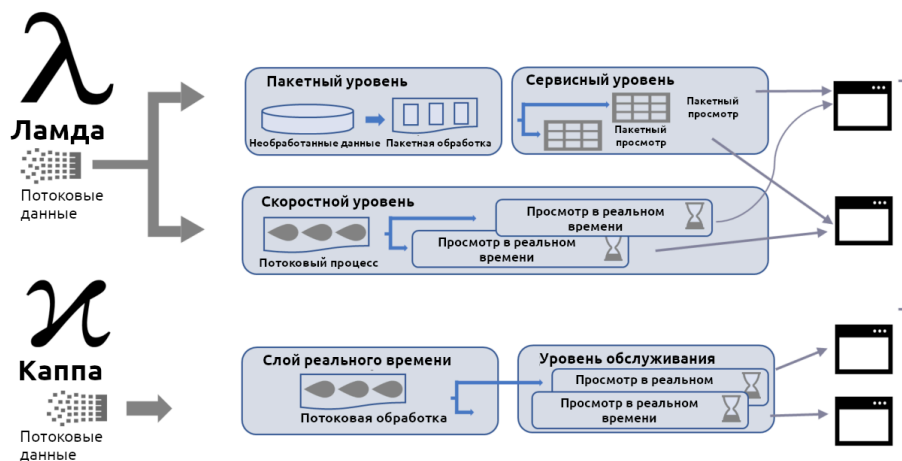 λ
Ламда
Потоковые
данные
Пакетный уровень
Необработанные данные
Пакетная обработка
Сервисный уровень
Пакетный
просмотр
Пакетный
просмотр
Скоростной уровень
Потоковый процесс
Просмотр в реальном
времени
Просмотр в реальном
времени
ϰ
Каппа
Потоковые
данные
Слой реального времени
Потоковая обработка
Уровень обслуживания
Просмотр в реальном
Просмотр в реальном
времени